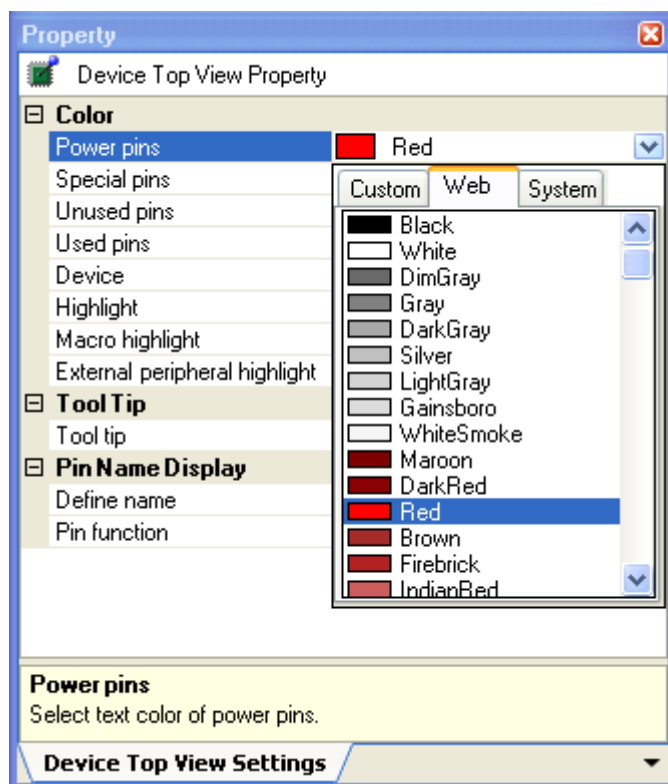 Property
Device Top View Property
Color
Power pins Red
Special pins
Unused pins
Used pins
Device
Highlight
Macro highlight
External peripheral highlight
Tool Tip
Tool tip
Pin Name Display
Define name
Pin function
Custom Web System
Black
White
DimGray
Gray
DarkGray
Silver
LightGray
Gainsboro
WhiteSmoke
Maroon
DarkRed
Red
Brown
Firebrick
IndianRed
Power pins
Select text color of power pins.
Device Top View Settings